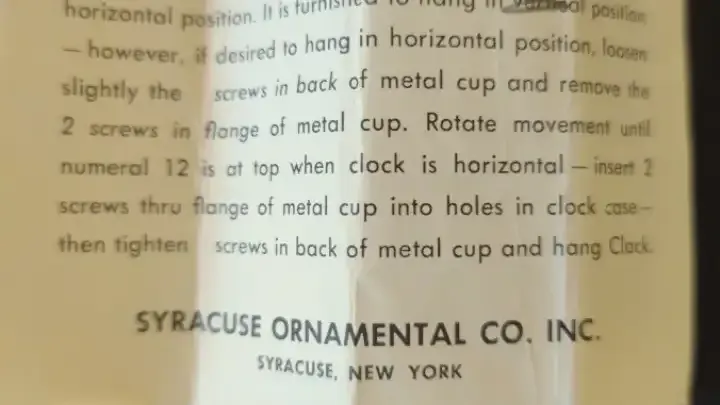 horizontal position. It is furnished to hang in vertical position
— however, if desired to hang in horizontal position, loosen
slightly the screws in back of metal cup and remove the
2 screws in flange of metal cup. Rotate movement until
numeral 12 is at top when clock is horizontal — insert 2
screws thru flange of metal cup into holes in clock case—
then tighten screws in back of metal cup and hang Clock.
SYRACUSE ORNAMENTAL CO. INC.
SYRACUSE, NEW YORK